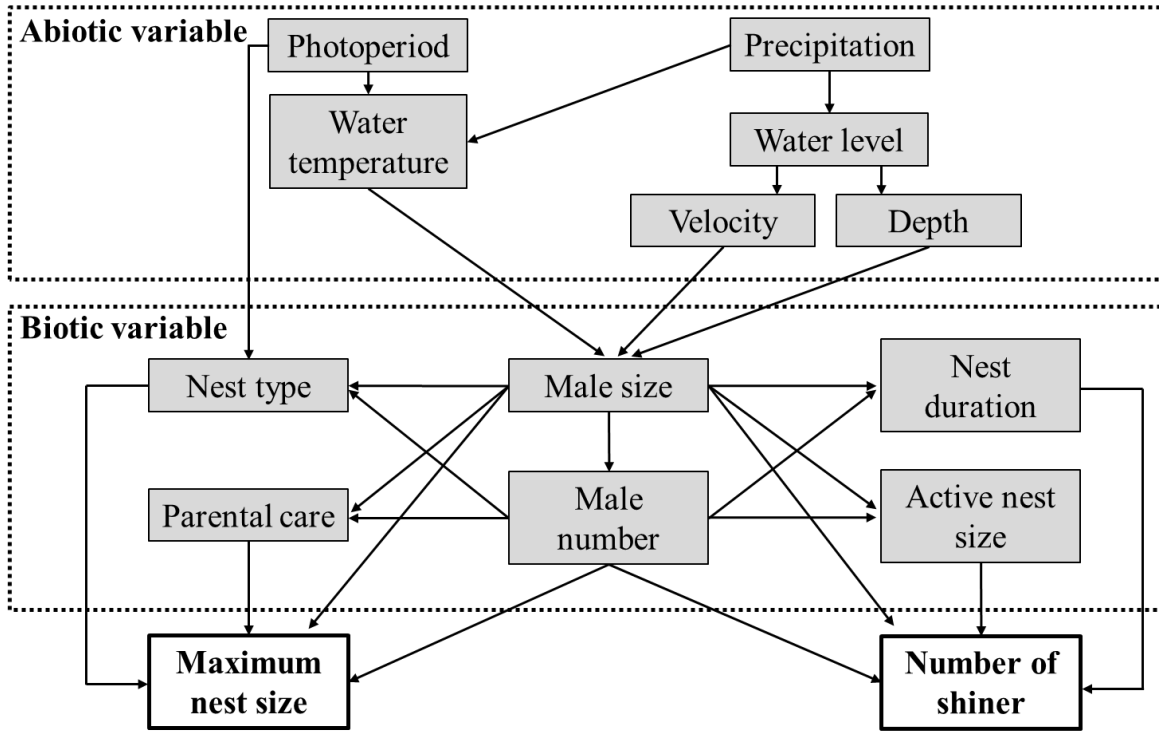 Abiotic variable
Photoperiod
Precipitation
Water
temperature
Water level
Velocity
Depth
Biotic variable
Nest type
Male size
Nest
duration
Parental care
Male
number
Active nest
size
Maximum
nest size
Number of
shiner